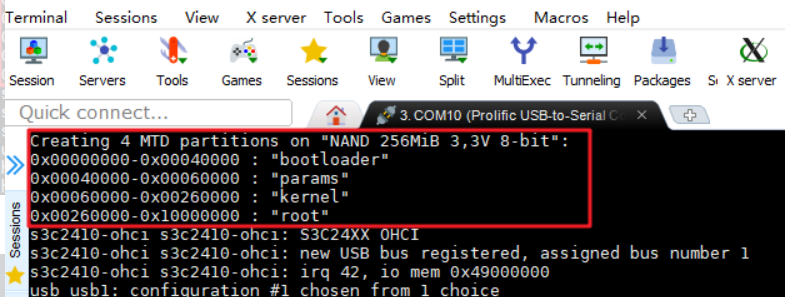 Terminal Sessions View X server Tools Games Settings Macros Help
Session Servers Tools Games Sessions View Split MultiExec Tunneling Packages X server
Quick connect...
3. COM10 (Prolific USB-to-Serial
Creating 4 MTD partitions on "NAND 256MiB 3,3V 8-bit":
0x00000000-0x00040000 : "bootloader"
0x00040000-0x00060000 : "params"
0x00060000-0x00260000 : "kernel"
0x00260000-0x10000000 : "root"
s3c2410-ohci s3c2410-ohci: S3C24XX OHCI
s3c2410-ohci s3c2410-ohci: new USB bus registered, assigned bus number 1
s3c2410-ohci s3c2410-ohci: irq 42, io mem 0x49000000
usb usb1: configuration #1 chosen from 1 choice
Sessions